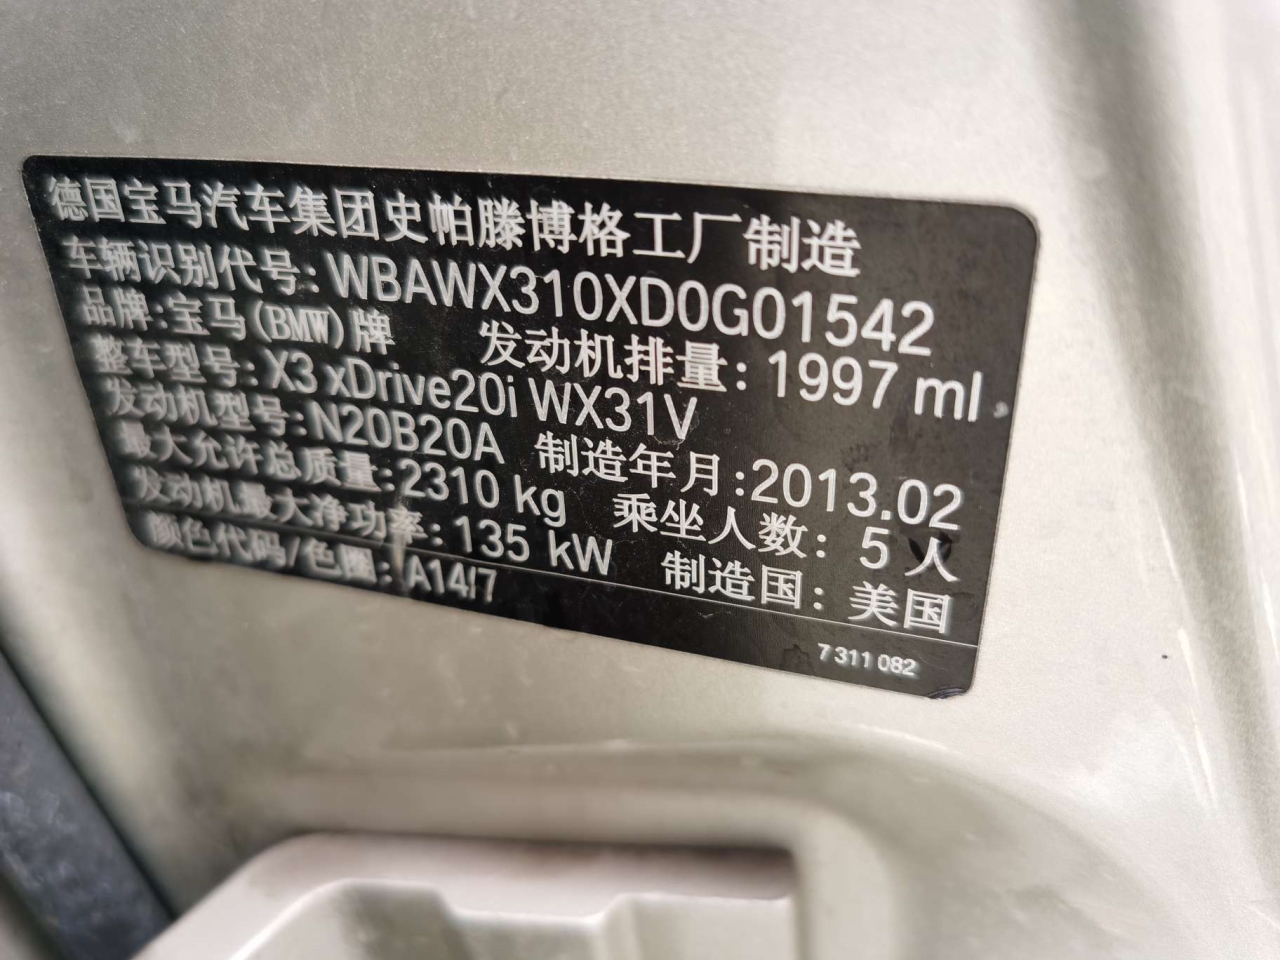 德国宝马汽车集团史帕滕博格工厂制造
车辆识别代号: WBAWX310XD0G01542
品牌:宝马(BMW)牌 发动机排量: 1997 ml
整车型号: X3 xDrive20i WX31V
发动机型号: N20B20A 制造年月:2013.02
最大允许总质量: 2310 kg 乘坐人数: 5 人
发动机最大净功率: 135 kW 制造国: 美国
颜色代码/色圈: A14/7
7 311 082